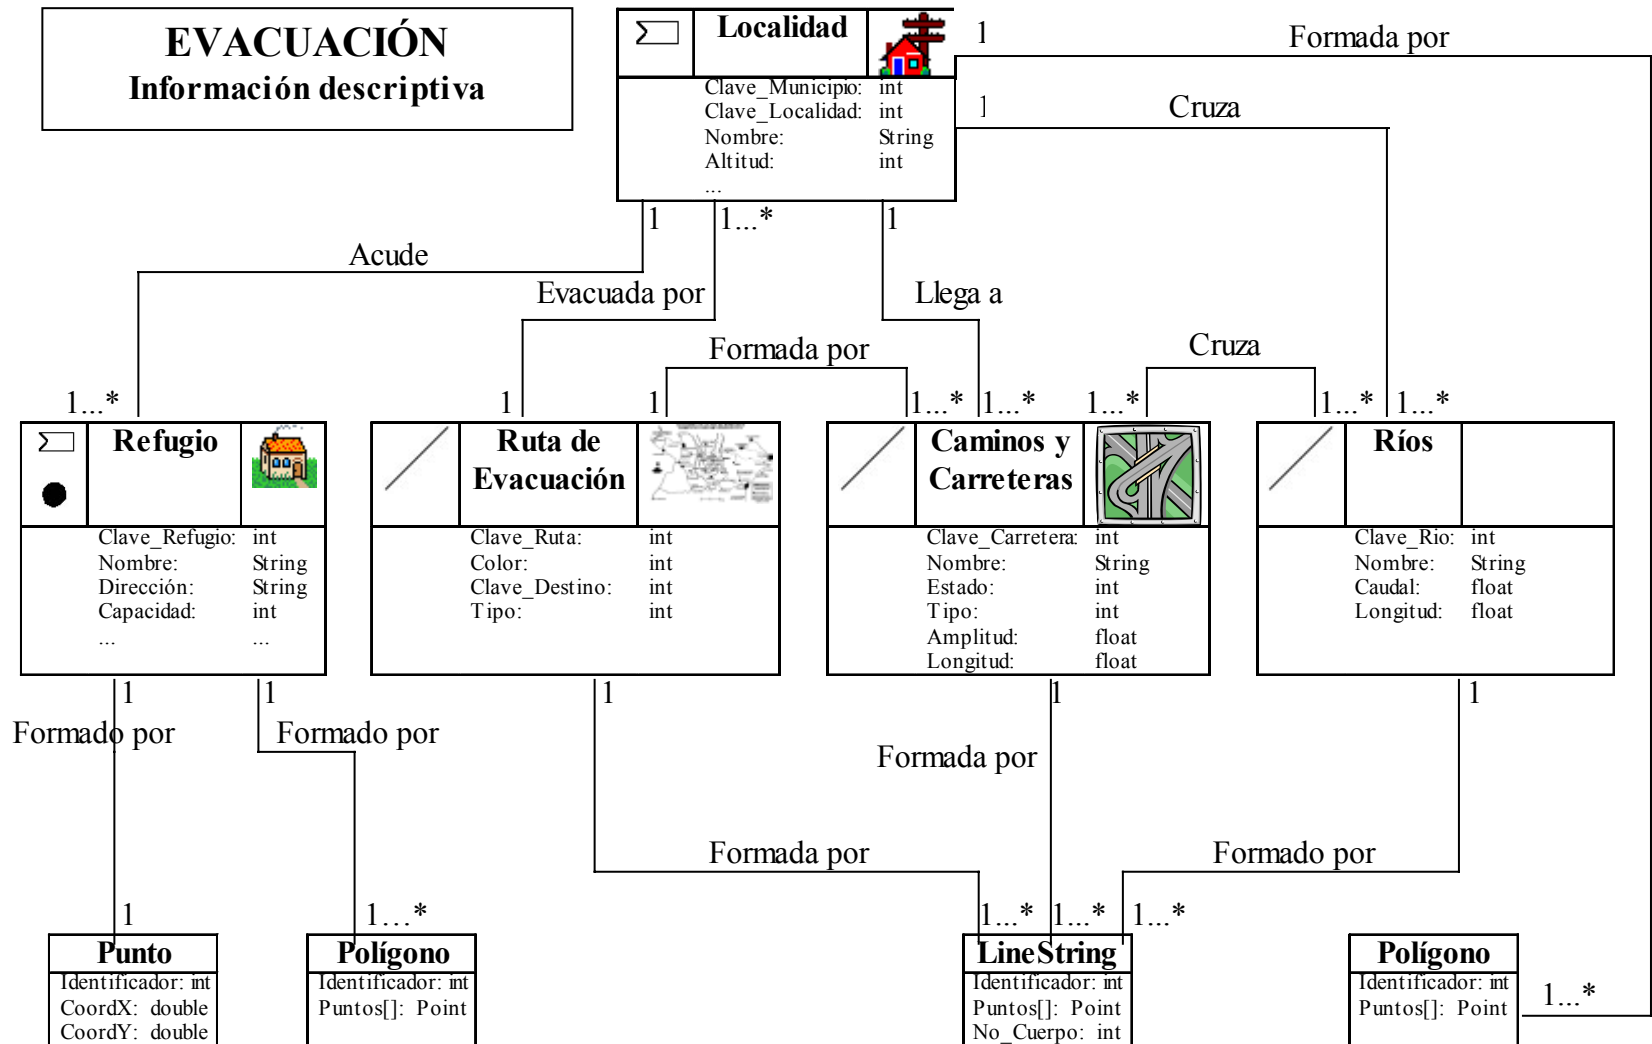 EVACUACIÓN
Información descriptiva
Localidad
Clave_Municipio: int
Clave_Localidad: int
Nombre: String
Altitud: int
...
1
Formada por
1
Cruza
1
1...*
1
Acude
Evacuada por
Llega a
Formada por
Cruza
1...*
1
1
1...*
1...*
1...*
1...*
1...*
Refugio
Clave_Refugio: int
Nombre: String
Dirección: String
Capacidad: int
... ...
Ruta de
Evacuación
Clave_Ruta: int
Color: int
Clave_Destino: int
Tipo: int
Caminos y
Carreteras
Clave_Carretera: int
Nombre: String
Estado: int
Tipo: int
Amplitud: float
Longitud: float
Ríos
Clave_Rio: int
Nombre: String
Caudal: float
Longitud: float
1
1
1
1
1
Formado por
Formado por
Formada por
Formada por
Formado por
1
1...*
1...*
1...*
1...*
Punto
Identificador: int
CoordX: double
CoordY: double
Polígono
Identificador: int
Puntos[]: Point
LineString
Identificador: int
Puntos[]: Point
No_Cuerpo: int
Polígono
Identificador: int
Puntos[]: Point
1...*